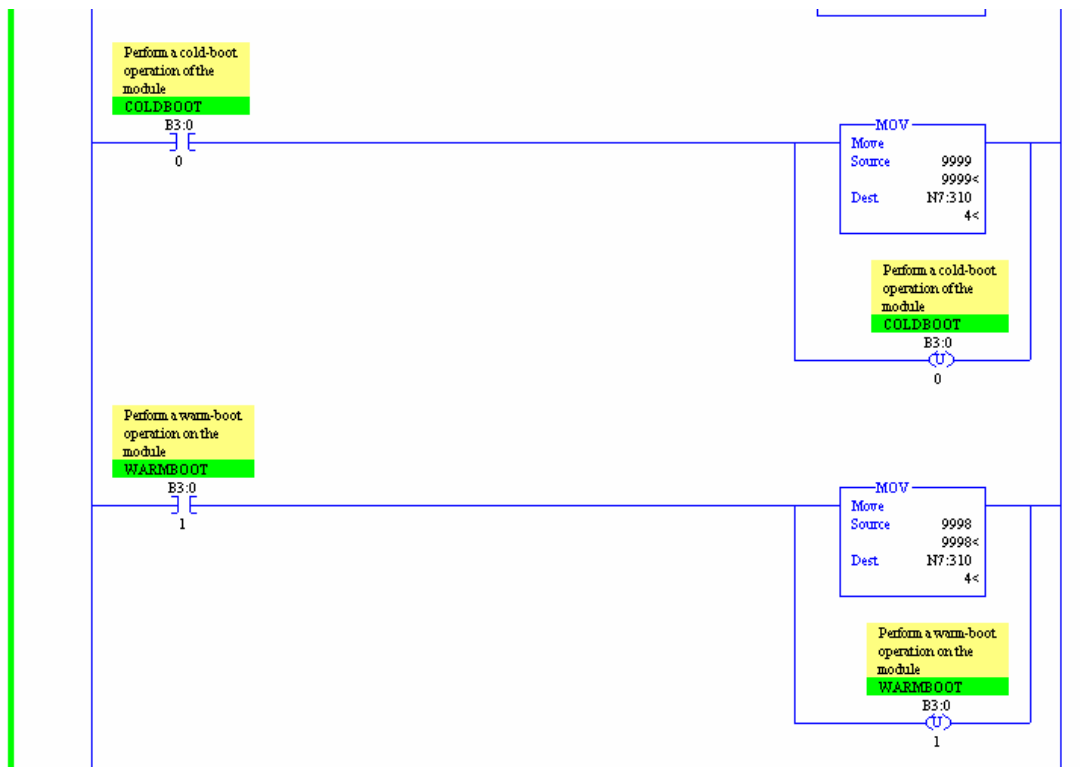 Perform a cold-boot
operation of the
module
COLDBOOT
B3:0
0
MOV
Move
Source 9999
9999<
Dest N7:310
4<
Perform a cold-boot
operation of the
module
COLDBOOT
B3:0
U
0
Perform a warm-boot
operation on the
module
WARMBOOT
B3:0
1
MOV
Move
Source 9998
9998<
Dest N7:310
4<
Perform a warm-boot
operation on the
module
WARMBOOT
B3:0
U
1